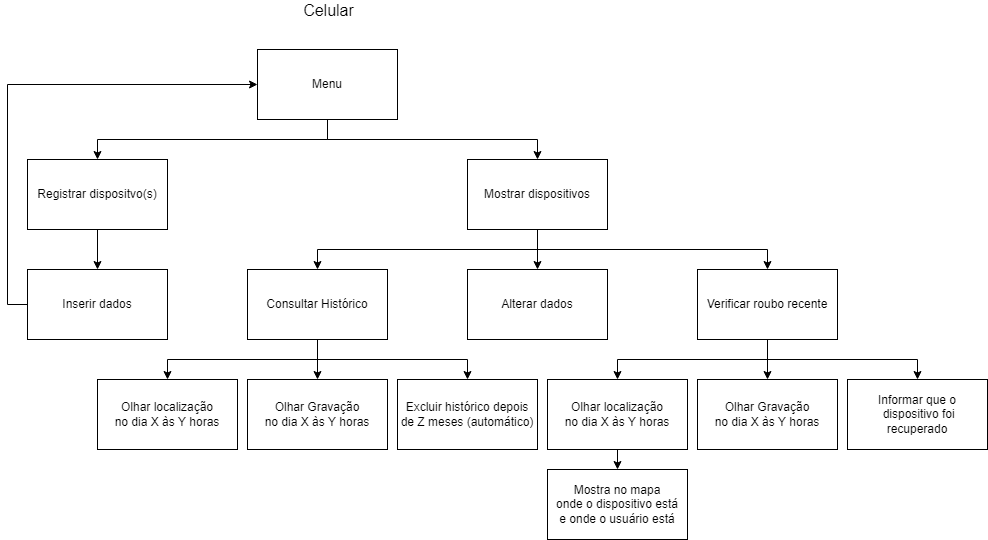 Celular
Menu
Registrar dispositvo(s)
Mostrar dispositivos
Inserir dados
Consultar Histórico
Alterar dados
Verificar roubo recente
Olhar localização
no dia X às Y horas
Olhar Gravação
no dia X às Y horas
Excluir histórico depois
de Z meses (automático)
Olhar localização
no dia X às Y horas
Olhar Gravação
no dia X às Y horas
Informar que o
dispositivo foi
recuperado
Mostra no mapa
onde o dispositivo está
e onde o usuário está